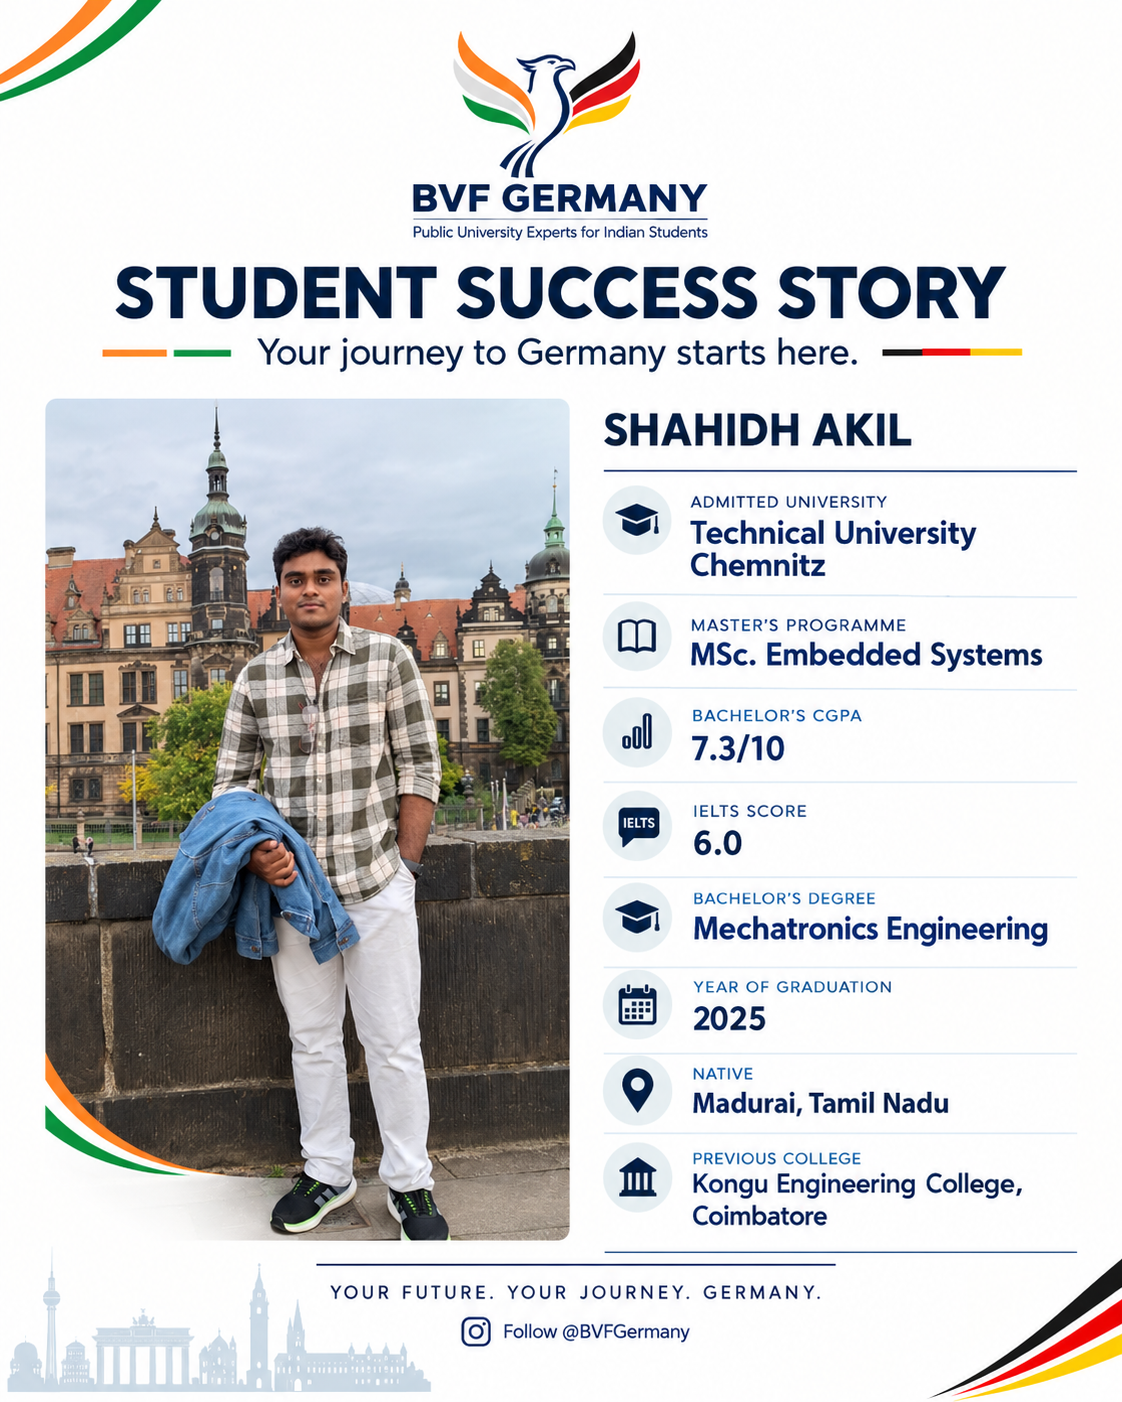 BVF GERMANY
Public University Experts for Indian Students
STUDENT SUCCESS STORY
Your journey to Germany starts here.
SHAHIDH AKIL
ADMITTED UNIVERSITY
Technical University
Chemnitz
MASTER'S PROGRAMME
MSc. Embedded Systems
BACHELOR'S CGPA
7.3/10
IELTS
IELTS SCORE
6.0
BACHELOR'S DEGREE
Mechatronics Engineering
YEAR OF GRADUATION
2025
NATIVE
Madurai, Tamil Nadu
PREVIOUS COLLEGE
Kongu Engineering College,
Coimbatore
YOUR FUTURE. YOUR JOURNEY. GERMANY.
Follow @BVFGermany